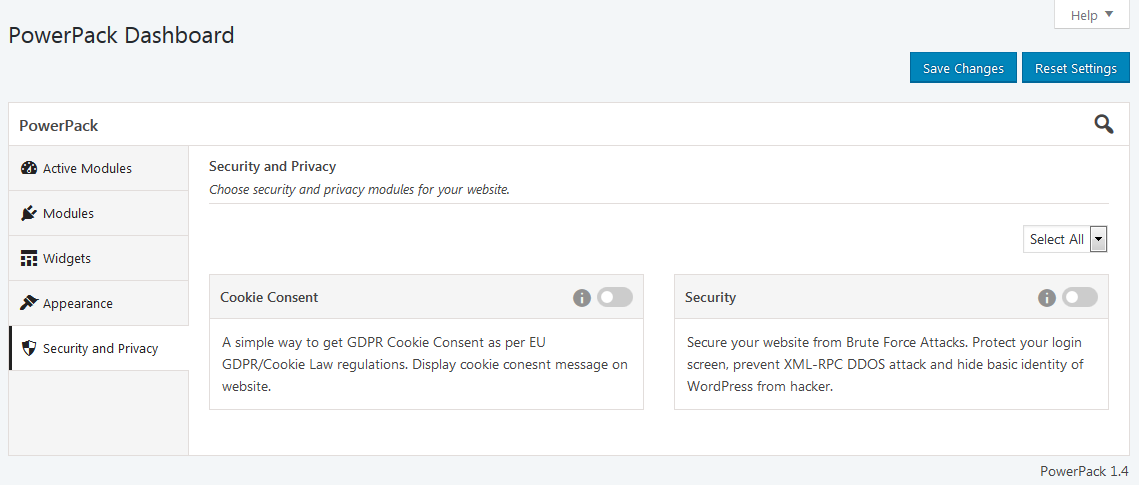 Help
PowerPack Dashboard
Save Changes
Reset Settings
PowerPack
Active Modules
Modules
Widgets
Appearance
Security and Privacy
Security and Privacy
Choose security and privacy modules for your website.
Select All
Cookie Consent
A simple way to get GDPR Cookie Consent as per EU
GDPR/Cookie Law regulations. Display cookie conesnt message on
website.
Security
Secure your website from Brute Force Attacks. Protect your login
screen, prevent XML-RPC DDOS attack and hide basic identity of
WordPress from hacker.
PowerPack 1.4